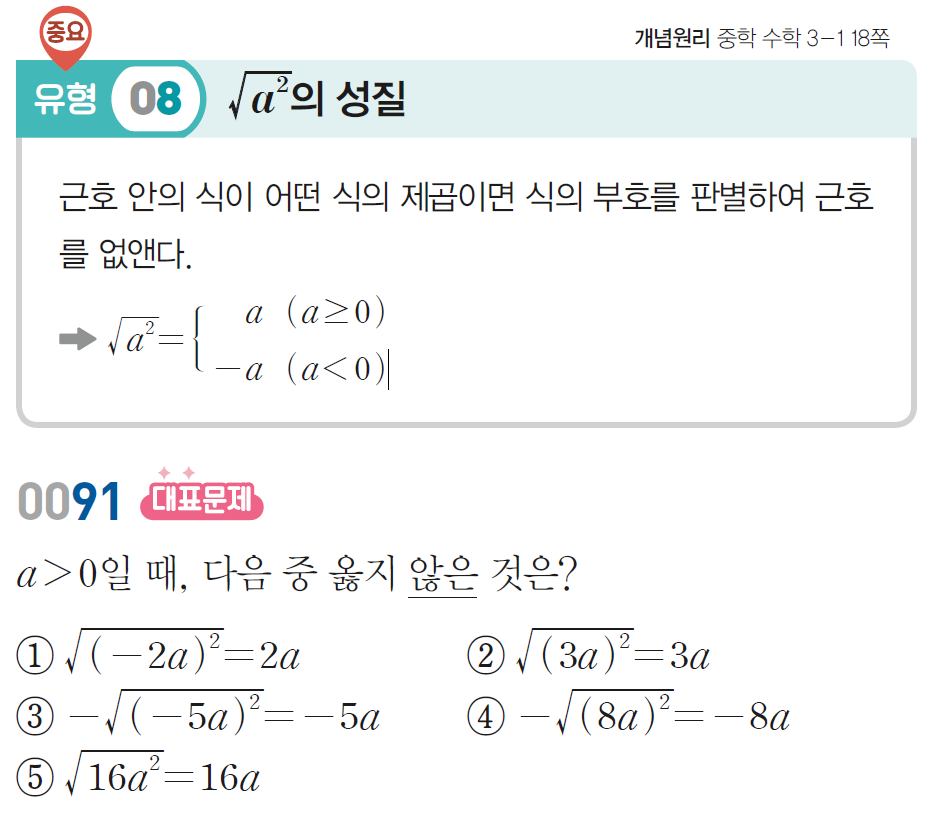 중요
개념원리 중학 수학 3-1 18쪽
유형 08 √a²의 성질
근호 안의 식이 어떤 식의 제곱이면 식의 부호를 판별하여 근호
를 없앤다.
➡ √a² = { a (a≥0)
-a (a<0)
0091 대표문제
a>0일 때, 다음 중 옳지 않은 것은?
① √(-2a)²=2a ② √(3a)²=3a
③ -√(-5a)²=-5a ④ -√(8a)²=-8a
⑤ √16a²=16a